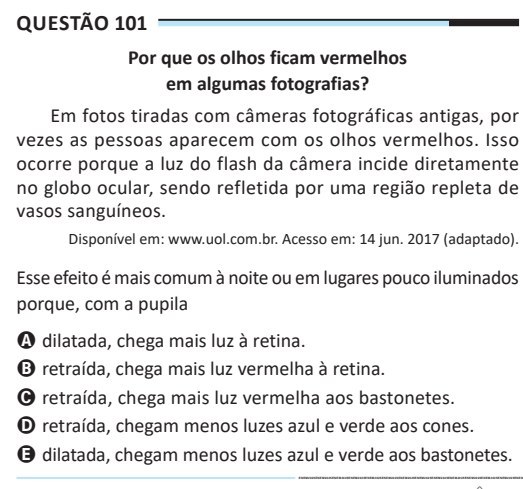 QUESTÃO 101
Por que os olhos ficam vermelhos
em algumas fotografias?
Em fotos tiradas com câmeras fotográficas antigas, por
vezes as pessoas aparecem com os olhos vermelhos. Isso
ocorre porque a luz do flash da câmera incide diretamente
no globo ocular, sendo refletida por uma região repleta de
vasos sanguíneos.
Disponível em: www.uol.com.br. Acesso em: 14 jun. 2017 (adaptado).
Esse efeito é mais comum à noite ou em lugares pouco iluminados
porque, com a pupila
A dilatada, chega mais luz à retina.
B retraída, chega mais luz vermelha à retina.
C retraída, chega mais luz vermelha aos bastonetes.
D retraída, chegam menos luzes azul e verde aos cones.
E dilatada, chegam menos luzes azul e verde aos bastonetes.